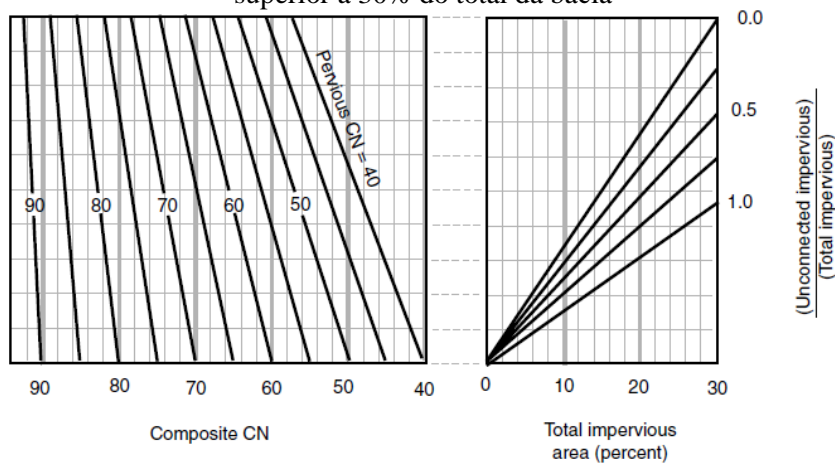 superior a 30% do total da bacia
Pervious CN = 40
90
80
70
60
50
90
80
70
60
50
40
Composite CN
0.0
0.5
1.0
(Unconnected impervious)
(Total impervious)
0
10
20
30
Total impervious
area (percent)